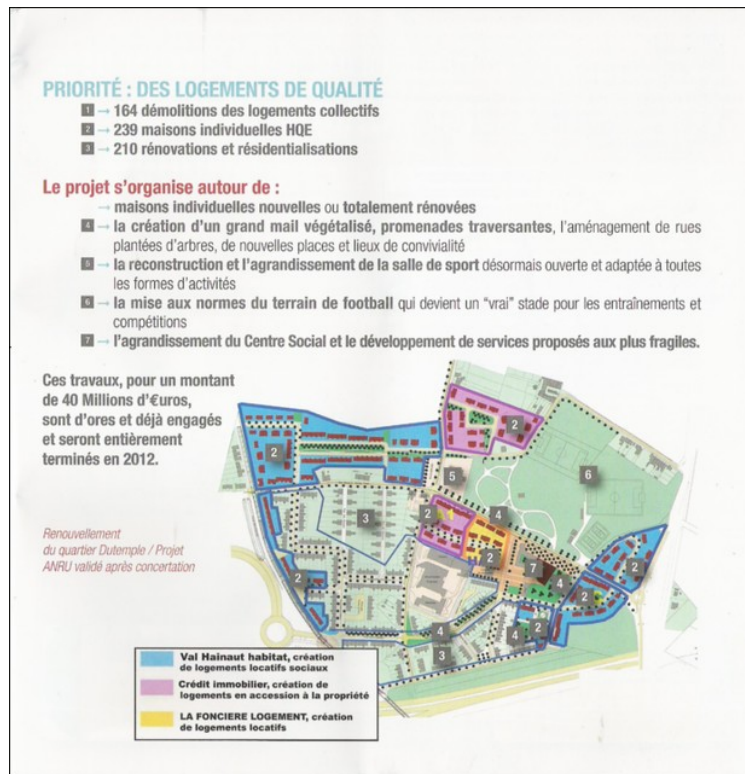 PRIORITÉ : DES LOGEMENTS DE QUALITÉ
1 → 164 démolitions des logements collectifs
2 → 239 maisons individuelles HQE
3 → 210 rénovations et résidentialisations
Le projet s'organise autour de :
→ maisons individuelles nouvelles ou totalement rénovées
4 → la création d'un grand mail végétalisé, promenades traversantes, l'aménagement de rues
plantées d'arbres, de nouvelles places et lieux de convivialité
5 → la reconstruction et l'agrandissement de la salle de sport désormais ouverte et adaptée à toutes
les formes d'activités
6 → la mise aux normes du terrain de football qui devient un "vrai" stade pour les entraînements et
compétitions
7 → l'agrandissement du Centre Social et le développement de services proposés aux plus fragiles.
Ces travaux, pour un montant
de 40 Millions d'€uros,
sont d'ores et déjà engagés
et seront entièrement
terminés en 2012.
Renouvellement
du quartier Dutemple / Projet
ANRU validé après concertation
2
2
5
6
3
2
4
2
7
2
2
4
2
4
4
2
3
Val Hainaut habitat, création
de logements locatifs sociaux
Crédit immobilier, création de
logements en accession à la propriété
LA FONCIERE LOGEMENT, création
de logements locatifs